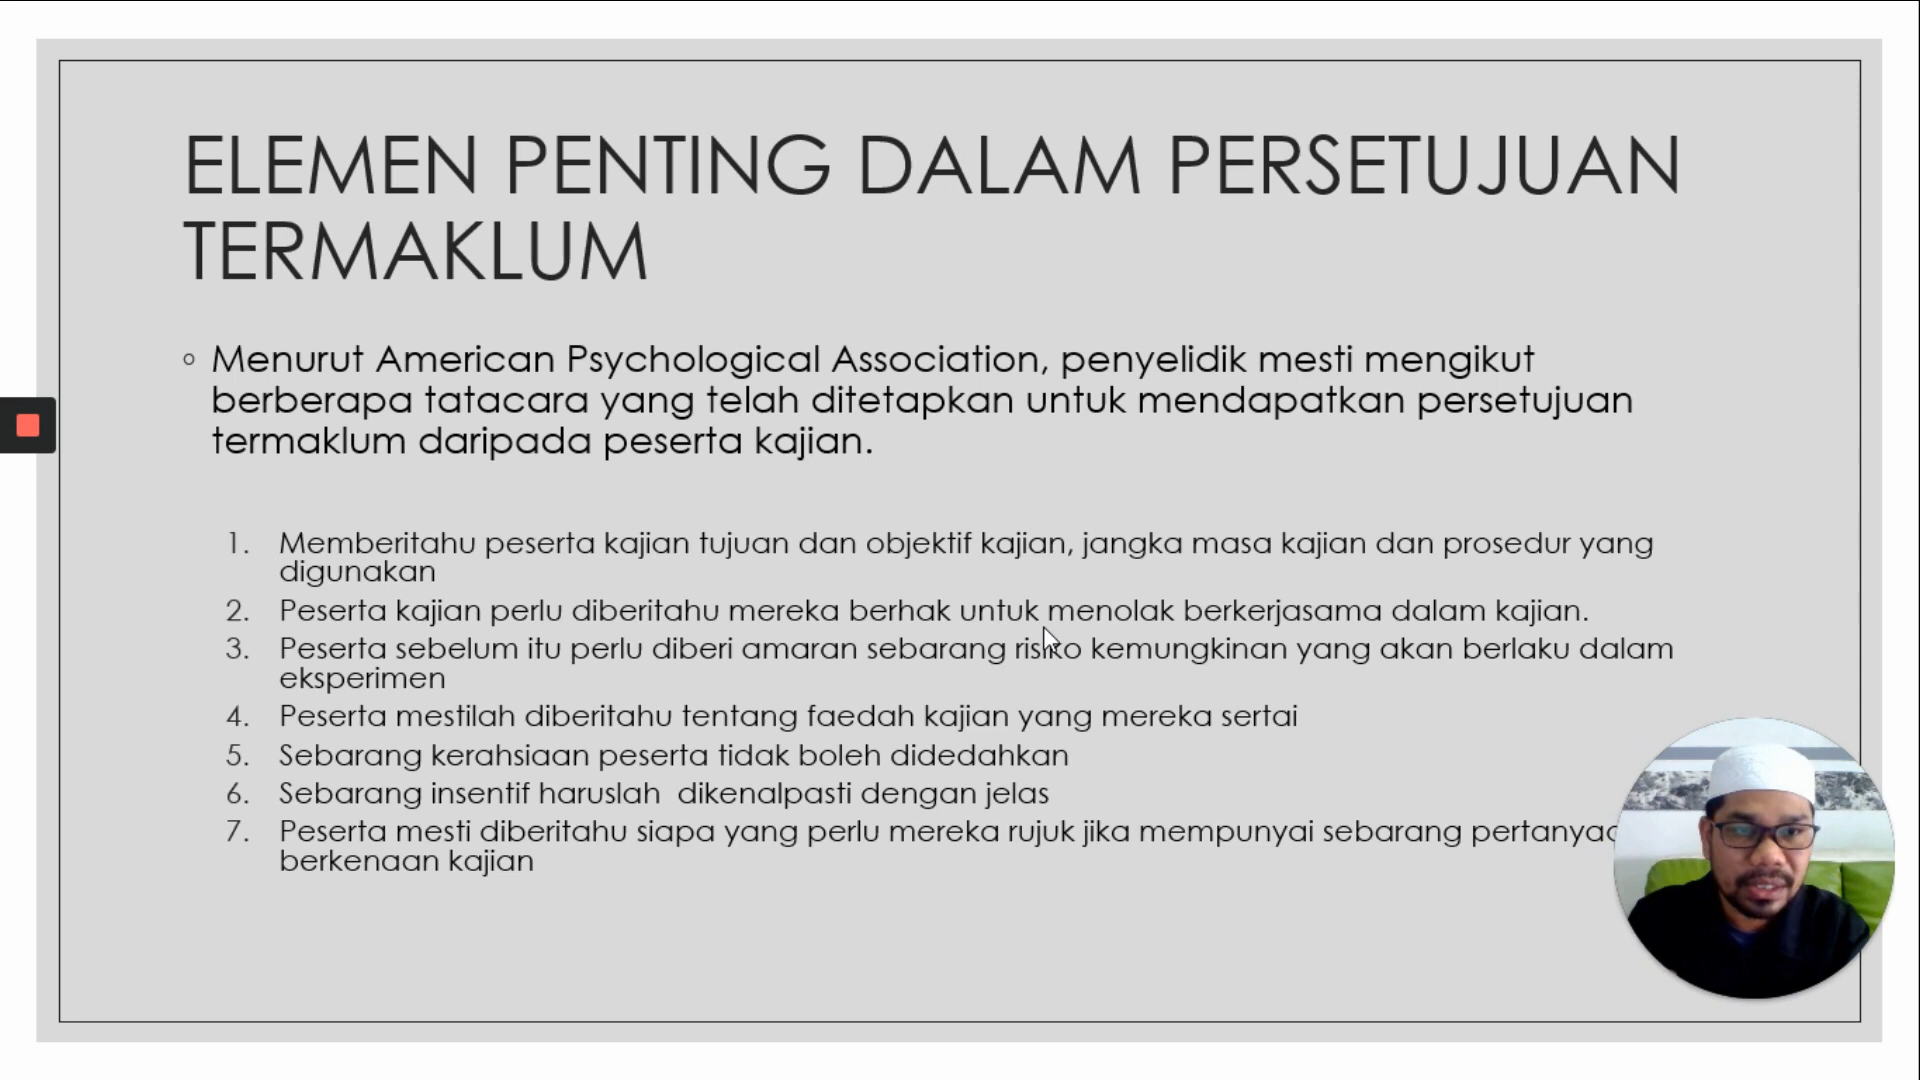 ELEMEN PENTING DALAM PERSETUJUAN
TERMAKLUM
◦ Menurut American Psychological Association, penyelidik mesti mengikut
berberapa tatacara yang telah ditetapkan untuk mendapatkan persetujuan
termaklum daripada peserta kajian.
1. Memberitahu peserta kajian tujuan dan objektif kajian, jangka masa kajian dan prosedur yang
digunakan
2. Peserta kajian perlu diberitahu mereka berhak untuk menolak berkerjasama dalam kajian.
3. Peserta sebelum itu perlu diberi amaran sebarang risiko kemungkinan yang akan berlaku dalam
eksperimen
4. Peserta mestilah diberitahu tentang faedah kajian yang mereka sertai
5. Sebarang kerahsiaan peserta tidak boleh didedahkan
6. Sebarang insentif haruslah  dikenalpasti dengan jelas
7. Peserta mesti diberitahu siapa yang perlu mereka rujuk jika mempunyai sebarang
berkenaan kajian